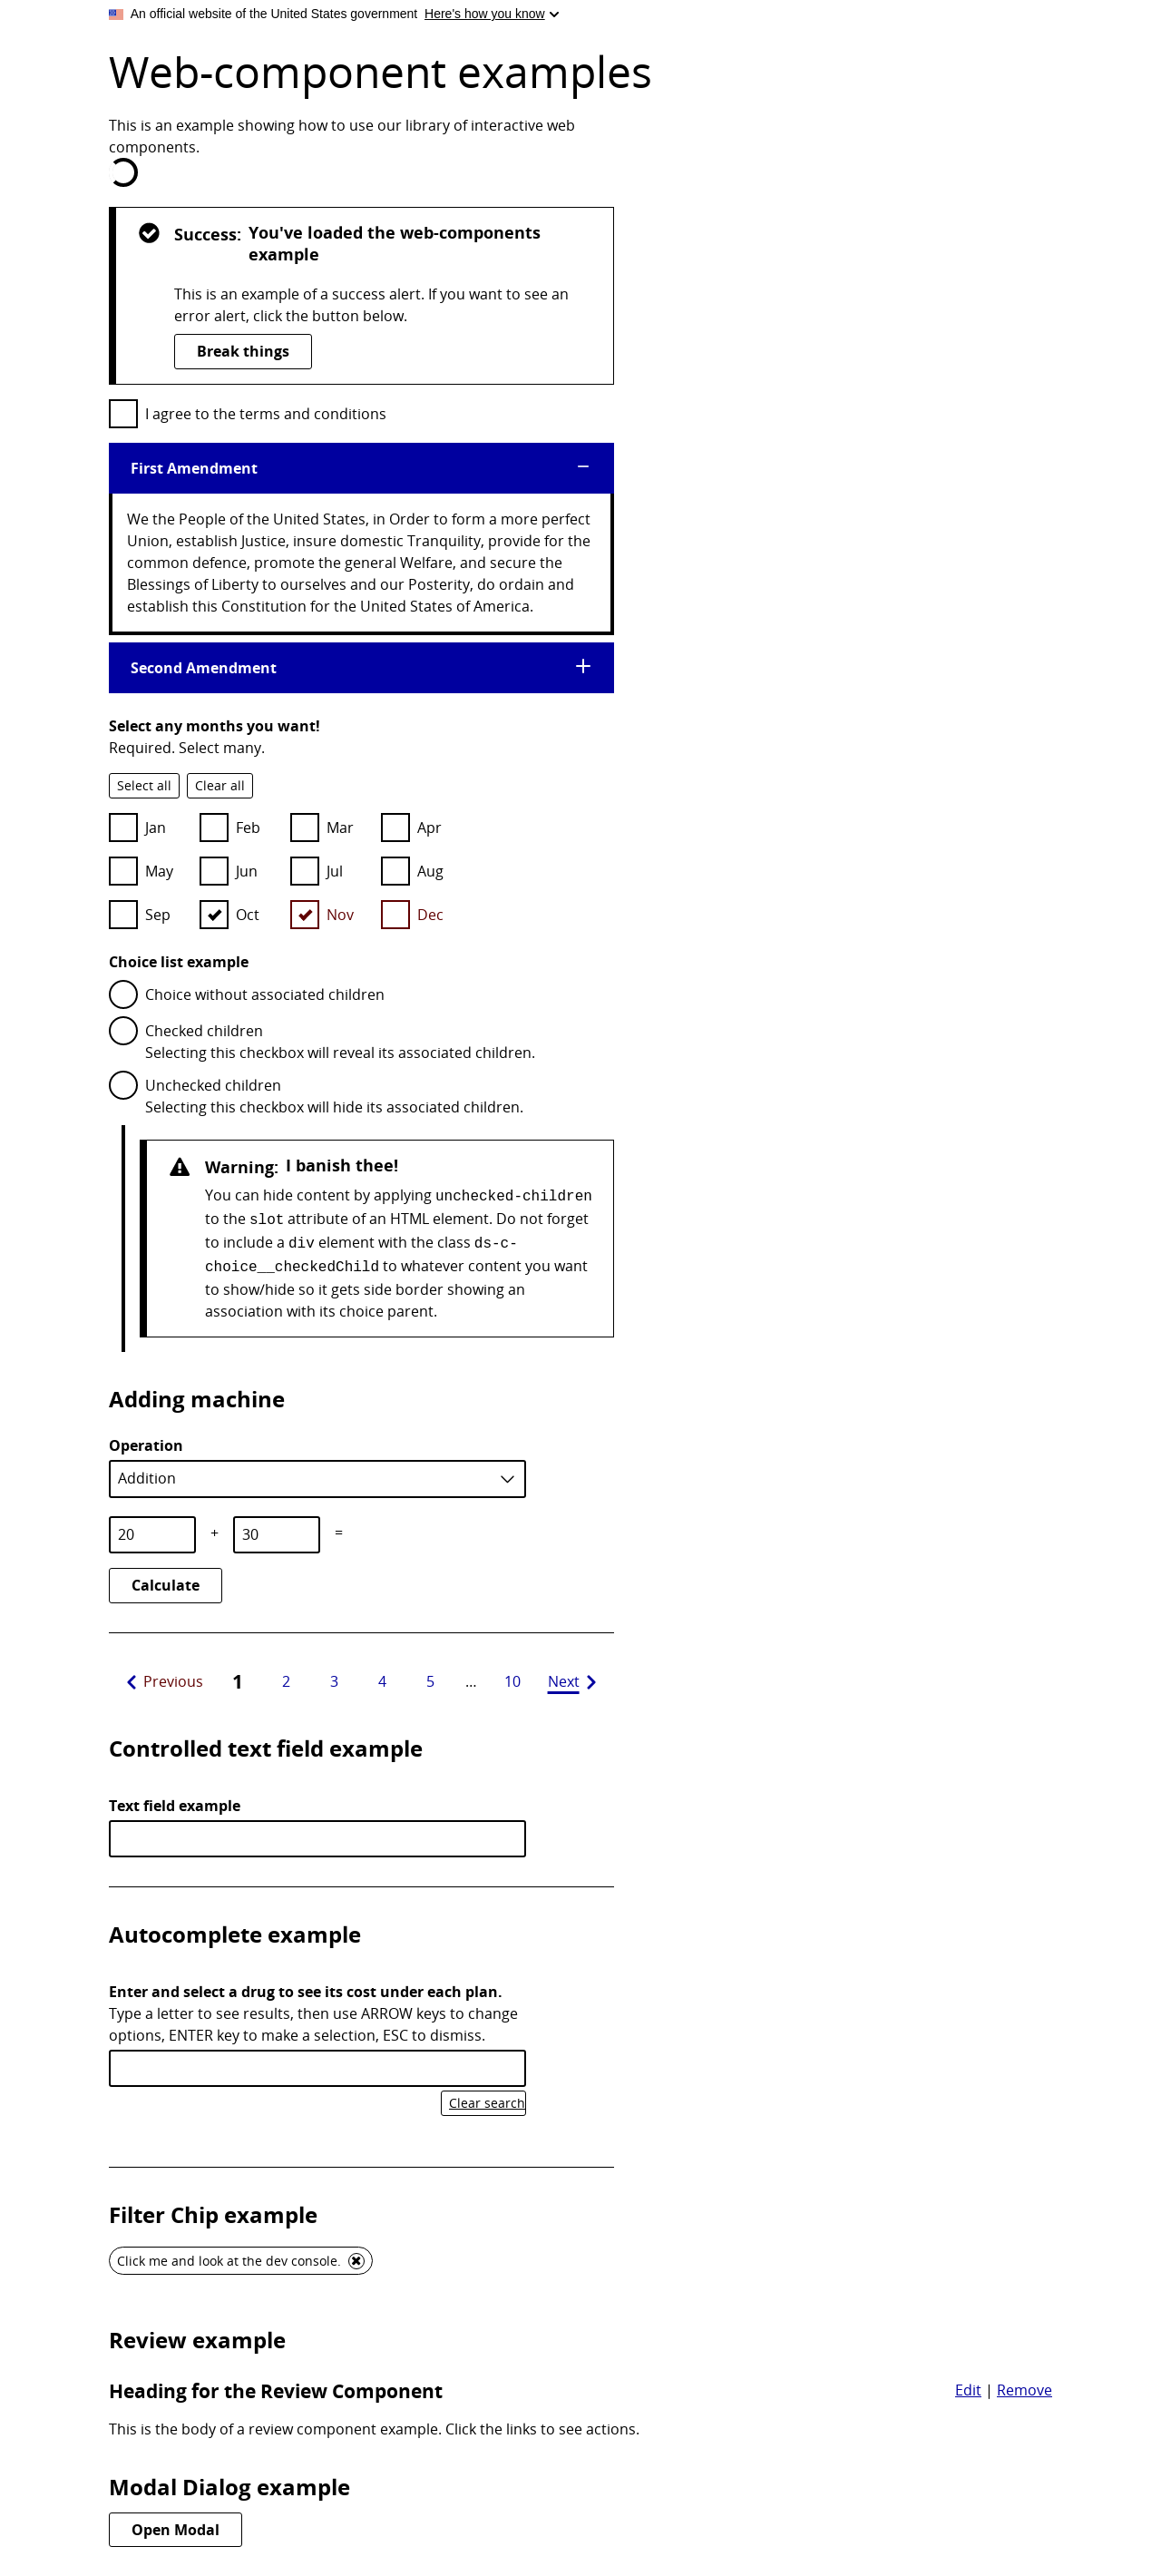 An official website of the United States government Here's how you know
Web-component examples
This is an example showing how to use our library of interactive web
components.
Success: You've loaded the web-components
example
This is an example of a success alert. If you want to see an
error alert, click the button below.
Break things
I agree to the terms and conditions
First Amendment
We the People of the United States, in Order to form a more perfect
Union, establish Justice, insure domestic Tranquility, provide for the
common defence, promote the general Welfare, and secure the
Blessings of Liberty to ourselves and our Posterity, do ordain and
establish this Constitution for the United States of America.
Second Amendment
Select any months you want!
Required. Select many.
Select all Clear all
Jan Feb Mar Apr
May Jun Jul Aug
Sep Oct Nov Dec
Choice list example
Choice without associated children
Checked children
Selecting this checkbox will reveal its associated children.
Unchecked children
Selecting this checkbox will hide its associated children.
Warning: I banish thee!
You can hide content by applying unchecked-children
to the slot attribute of an HTML element. Do not forget
to include a div element with the class ds-c-
choice__checkedChild to whatever content you want
to show/hide so it gets side border showing an
association with its choice parent.
Adding machine
Operation
Addition
20 + 30 =
Calculate
Previous 1 2 3 4 5 … 10 Next
Controlled text field example
Text field example
Autocomplete example
Enter and select a drug to see its cost under each plan.
Type a letter to see results, then use ARROW keys to change
options, ENTER key to make a selection, ESC to dismiss.
Clear search
Filter Chip example
Click me and look at the dev console.
Review example
Heading for the Review Component Edit | Remove
This is the body of a review component example. Click the links to see actions.
Modal Dialog example
Open Modal